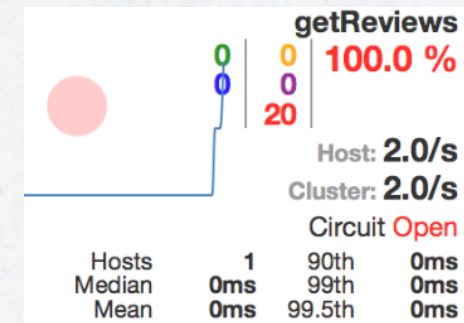 getReviews
0 0 100.0 %
0 0
20
Host: 2.0/s
Cluster: 2.0/s
Circuit Open
Hosts 1 90th 0ms
Median 0ms 99th 0ms
Mean 0ms 99.5th 0ms